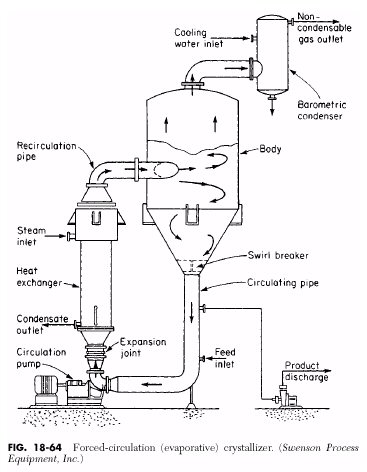 Non-
condensable
gas outlet
Cooling
water inlet
Barometric
condenser
Recirculation
pipe
Body
Steam
inlet
Swirl breaker
Heat
exchanger
Circulating pipe
Condensate
outlet
Expansion
joint
Circulation
pump
Feed
inlet
Product
discharge
FIG. 18-64 Forced-circulation (evaporative) crystallizer. (Swenson Process
Equipment, Inc.)